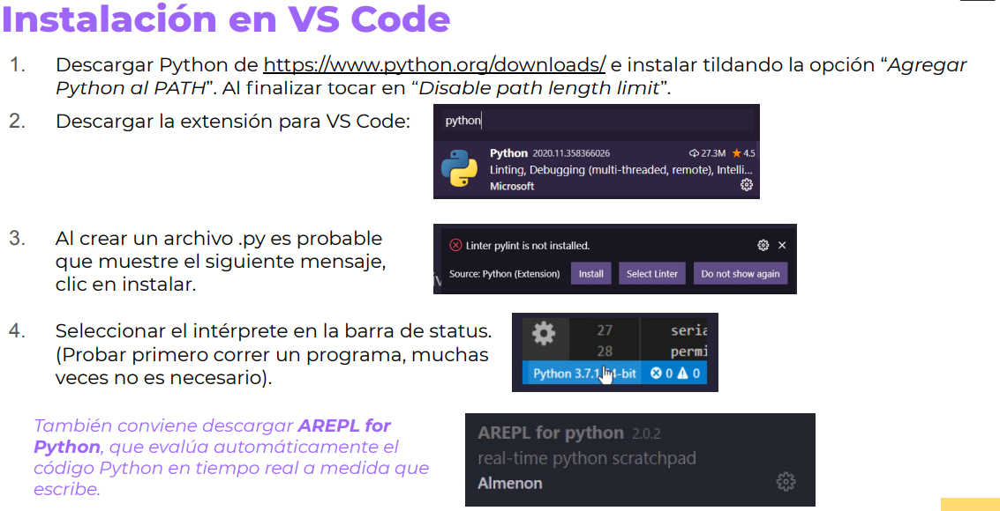 Instalación en VS Code
1. Descargar Python de https://www.python.org/downloads/ e instalar tildando la opción “Agregar
Python al PATH”. Al finalizar tocar en “Disable path length limit”.
2. Descargar la extensión para VS Code:
python
Python 2020.11.358366026 27.3M 4.5
Linting, Debugging (multi-threaded, remote), Intelli...
Microsoft
3. Al crear un archivo .py es probable
que muestre el siguiente mensaje,
clic en instalar.
Linter pylint is not installed.
Source: Python (Extension) Install Select Linter Do not show again
4. Seleccionar el intérprete en la barra de status.
(Probar primero correr un programa, muchas
veces no es necesario).
27 seria
28 permi
Python 3.7.1 -bit 0 0
También conviene descargar AREPL for
Python, que evalúa automáticamente el
código Python en tiempo real a medida que
escribe.
AREPL for python 2.0.2
real-time python scratchpad
Almenon